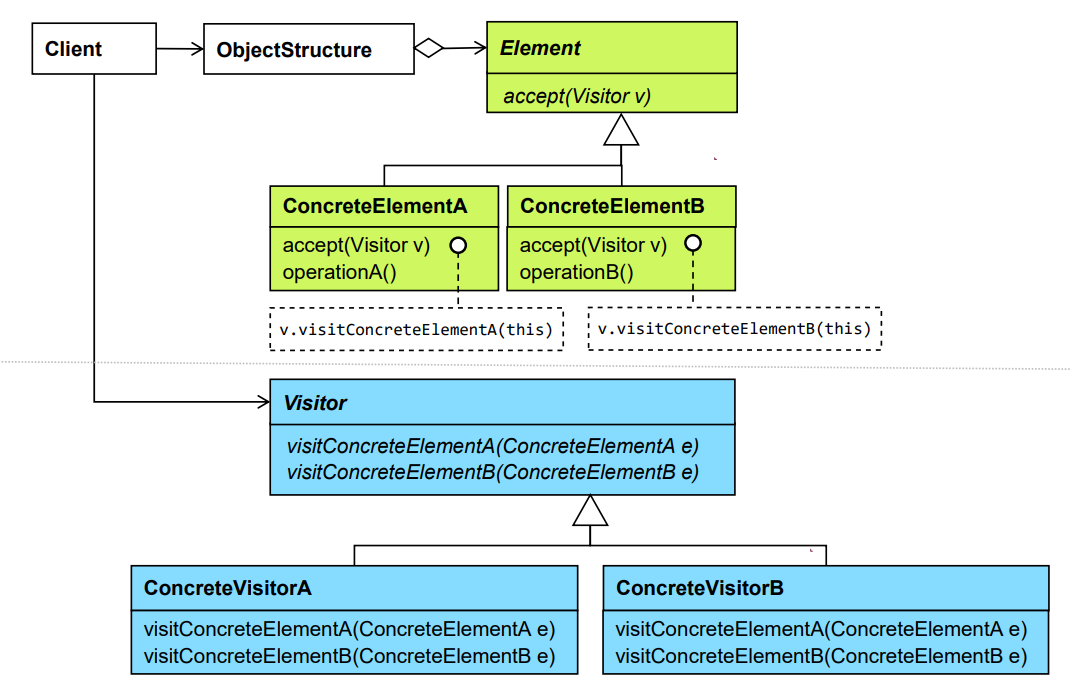 Client
ObjectStructure
Element
accept(Visitor v)
ConcreteElementA
accept(Visitor v)
operationA()
ConcreteElementB
accept(Visitor v)
operationB()
v.visitConcreteElementA(this)
v.visitConcreteElementB(this)
Visitor
visitConcreteElementA(ConcreteElementA e)
visitConcreteElementB(ConcreteElementB e)
ConcreteVisitorA
visitConcreteElementA(ConcreteElementA e)
visitConcreteElementB(ConcreteElementB e)
ConcreteVisitorB
visitConcreteElementA(ConcreteElementA e)
visitConcreteElementB(ConcreteElementB e)